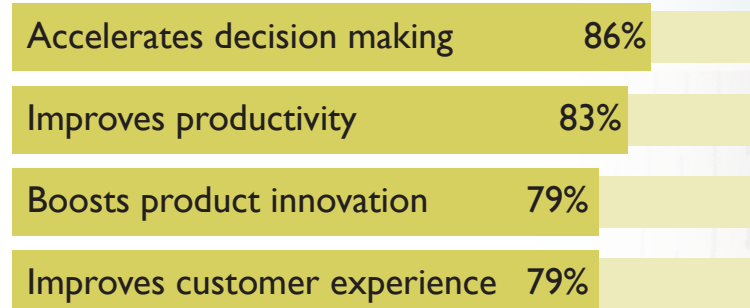 Accelerates decision making 86%
Improves productivity 83%
Boosts product innovation 79%
Improves customer experience 79%